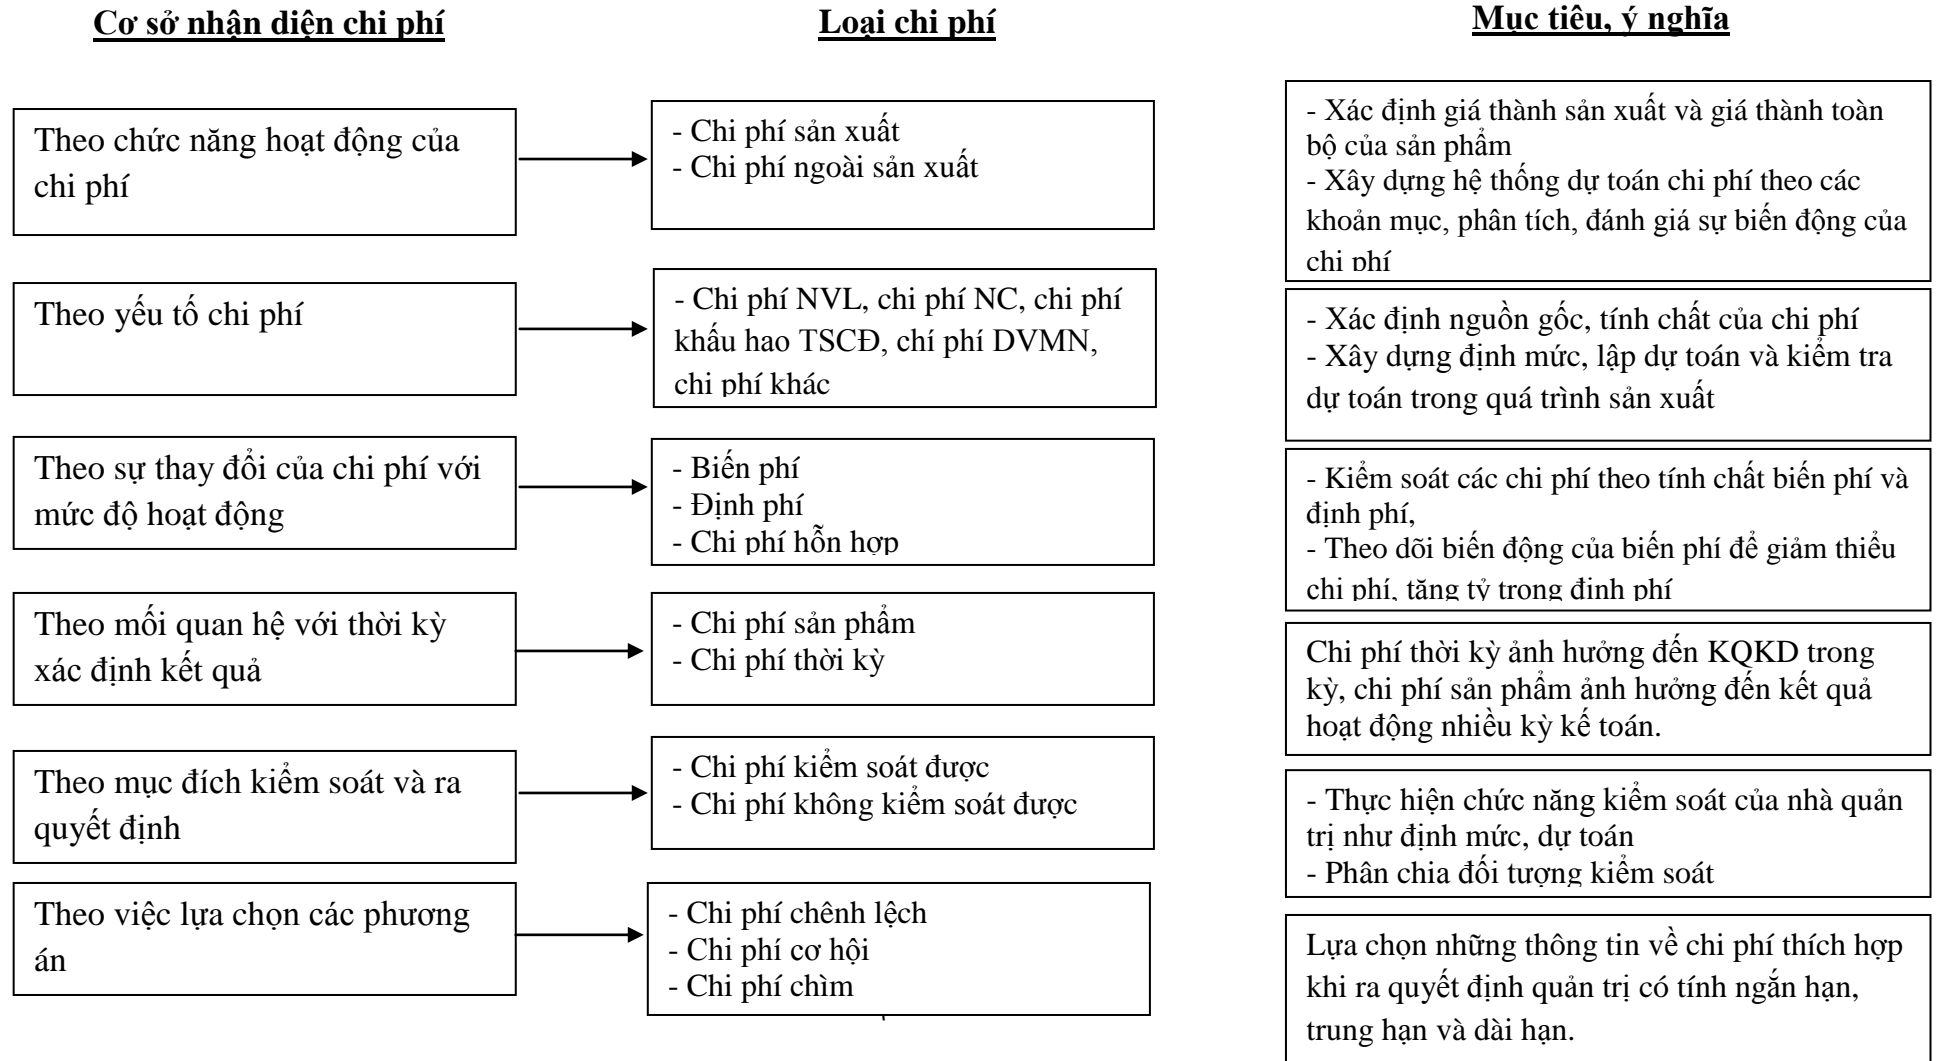 Cơ sở nhận diện chi phí
Loại chi phí
Mục tiêu, ý nghĩa
Theo chức năng hoạt động của
chi phí
- Chi phí sản xuất
- Chi phí ngoài sản xuất
- Xác định giá thành sản xuất và giá thành toàn
bộ của sản phẩm
- Xây dựng hệ thống dự toán chi phí theo các
khoản mục, phân tích, đánh giá sự biến động của
chi phí
Theo yếu tố chi phí
- Chi phí NVL, chi phí NC, chi phí
khấu hao TSCĐ, chí phí DVMN,
chi phí khác
- Xác định nguồn gốc, tính chất của chi phí
- Xây dựng định mức, lập dự toán và kiểm tra
dự toán trong quá trình sản xuất
Theo sự thay đổi của chi phí với
mức độ hoạt động
- Biến phí
- Định phí
- Chi phí hỗn hợp
- Kiểm soát các chi phí theo tính chất biến phí và
định phí,
- Theo dõi biến động của biến phí để giảm thiểu
chi phí, tăng tỷ trọng định phí
Theo mối quan hệ với thời kỳ
xác định kết quả
- Chi phí sản phẩm
- Chi phí thời kỳ
Chi phí thời kỳ ảnh hưởng đến KQKD trong
kỳ, chi phí sản phẩm ảnh hưởng đến kết quả
hoạt động nhiều kỳ kế toán.
Theo mục đích kiểm soát và ra
quyết định
- Chi phí kiểm soát được
- Chi phí không kiểm soát được
- Thực hiện chức năng kiểm soát của nhà quản
trị như định mức, dự toán
- Phân chia đối tượng kiểm soát
Theo việc lựa chọn các phương
án
- Chi phí chênh lệch
- Chi phí cơ hội
- Chi phí chìm
Lựa chọn những thông tin về chi phí thích hợp
khi ra quyết định quản trị có tính ngắn hạn,
trung hạn và dài hạn.